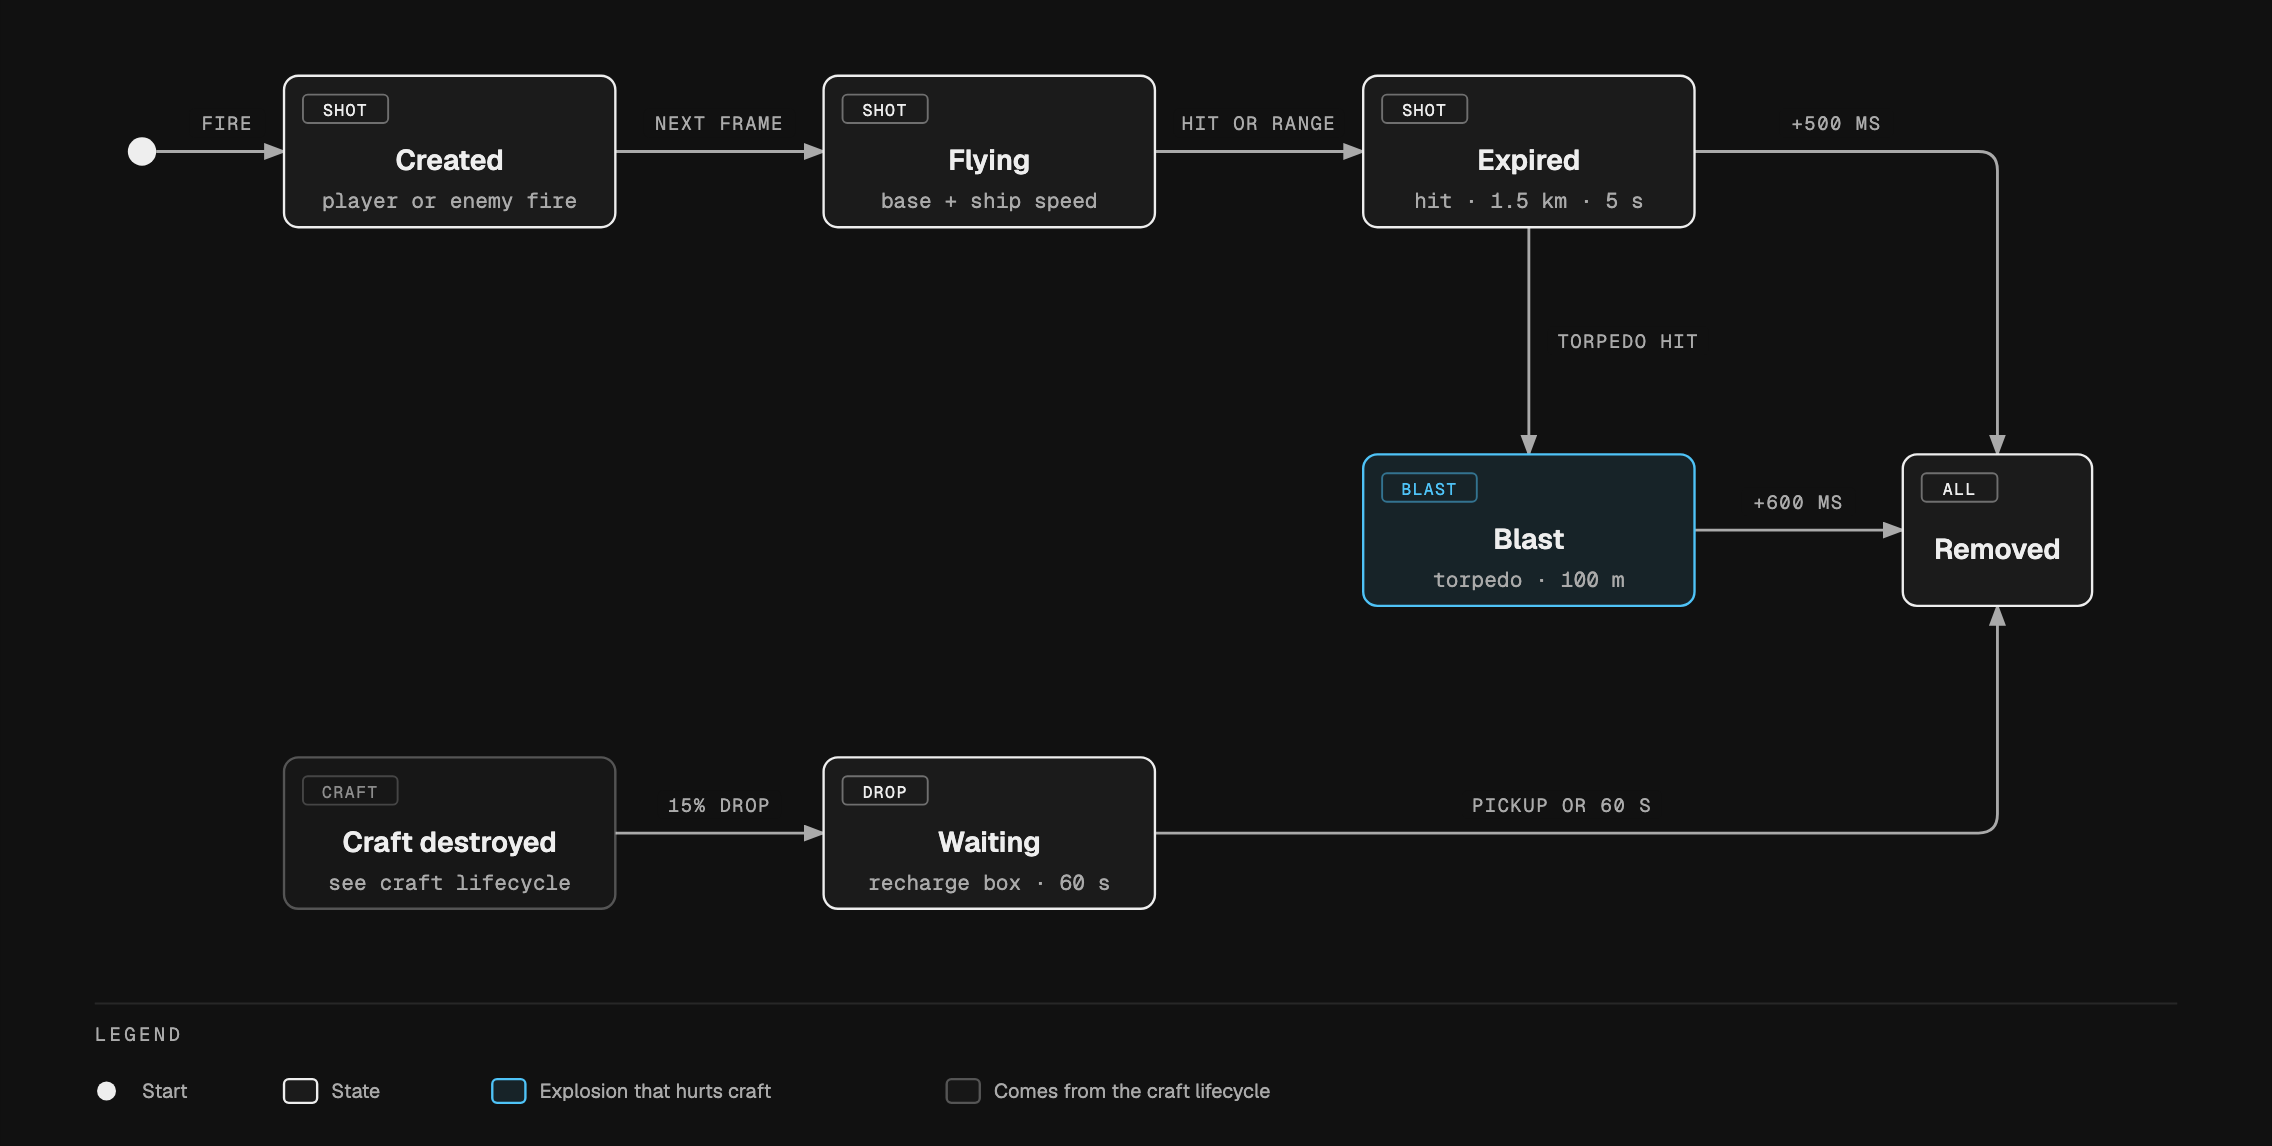 FIRE
SHOT
Created
player or enemy fire
NEXT FRAME
SHOT
Flying
base + ship speed
HIT OR RANGE
SHOT
Expired
hit · 1.5 km · 5 s
+500 MS
TORPEDO HIT
BLAST
Blast
torpedo · 100 m
+600 MS
ALL
Removed
CRAFT
Craft destroyed
see craft lifecycle
15% DROP
DROP
Waiting
recharge box · 60 s
PICKUP OR 60 S
LEGEND
Start
State
Explosion that hurts craft
Comes from the craft lifecycle